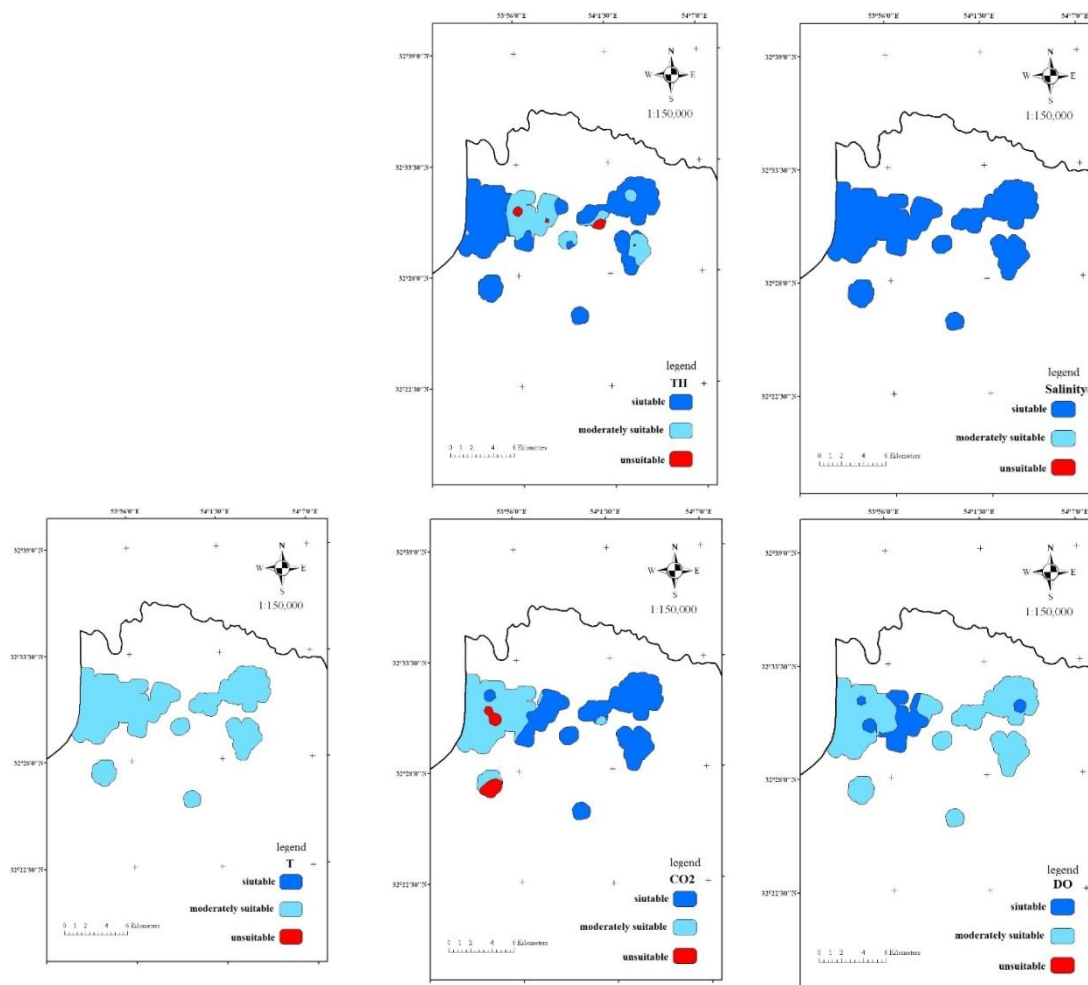 53°56'0"E 54°1'30"E 54°7'0"E
32°39'0"N
N
W E
S
1:150,000
32°33'30"N
32°28'0"N
32°22'30"N
legend
TH
siutable
moderately suitable
unsuitable
0 1 2 4 6 Kilometers
53°56'0"E 54°1'30"E 54°7'0"E
32°39'0"N
N
W E
S
1:150,000
32°33'30"N
32°28'0"N
32°22'30"N
legend
Salinity
siutable
moderately suitable
unsuitable
0 1 2 4 6 Kilometers
53°56'0"E 54°1'30"E 54°7'0"E
32°39'0"N
N
W E
S
1:150,000
32°33'30"N
32°28'0"N
32°22'30"N
legend
T
siutable
moderately suitable
unsuitable
0 1 2 4 6 Kilometers
53°56'0"E 54°1'30"E 54°7'0"E
32°39'0"N
N
W E
S
1:150,000
32°33'30"N
32°28'0"N
32°22'30"N
legend
CO2
siutable
moderately suitable
unsuitable
0 1 2 4 6 Kilometers
53°56'0"E 54°1'30"E 54°7'0"E
32°39'0"N
N
W E
S
1:150,000
32°33'30"N
32°28'0"N
32°22'30"N
legend
DO
siutable
moderately suitable
unsuitable
0 1 2 4 6 Kilometers